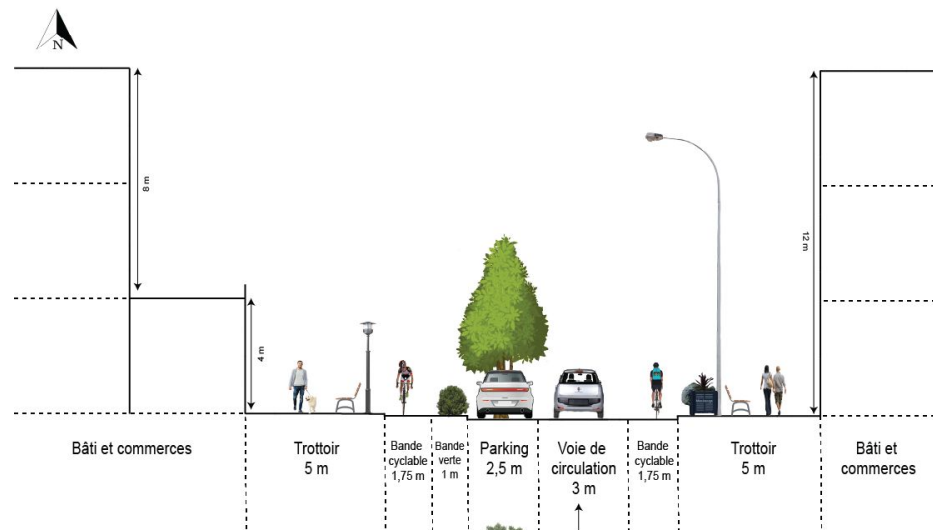 N
8 m
12 m
4 m
Bâti et commerces
Trottoir
5 m
Bande
cyclable
1,75 m
Bande
verte
1 m
Parking
2,5 m
Voie de
circulation
3 m
Bande
cyclable
1,75 m
Trottoir
5 m
Bâti et
commerces